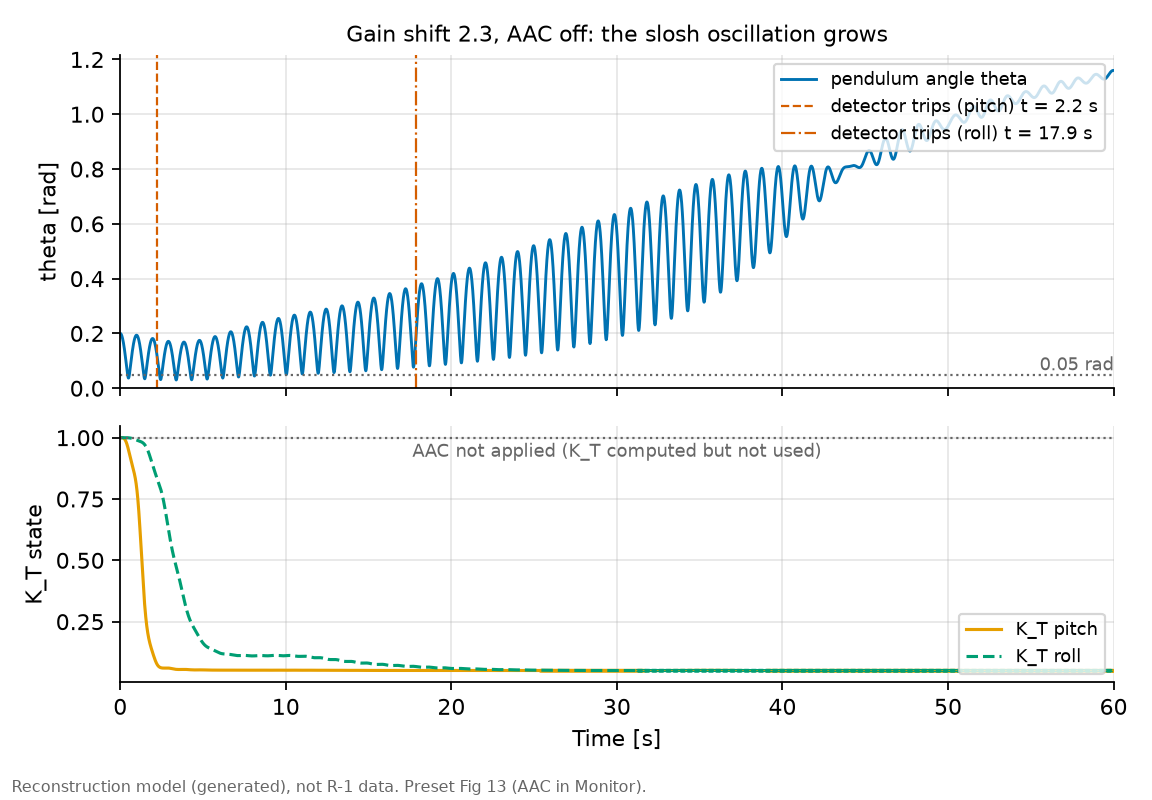 Gain shift 2.3, AAC off: the slosh oscillation grows
1.2
1.0
0.8
0.6
0.4
0.2
0.0
theta [rad]
pendulum angle theta
detector trips (pitch) t = 2.2 s
detector trips (roll) t = 17.9 s
0.05 rad
1.00
0.75
0.50
0.25
K_T state
AAC not applied (K_T computed but not used)
K_T pitch
K_T roll
0 10 20 30 40 50 60
Time [s]
Reconstruction model (generated), not R-1 data. Preset Fig 13 (AAC in Monitor).